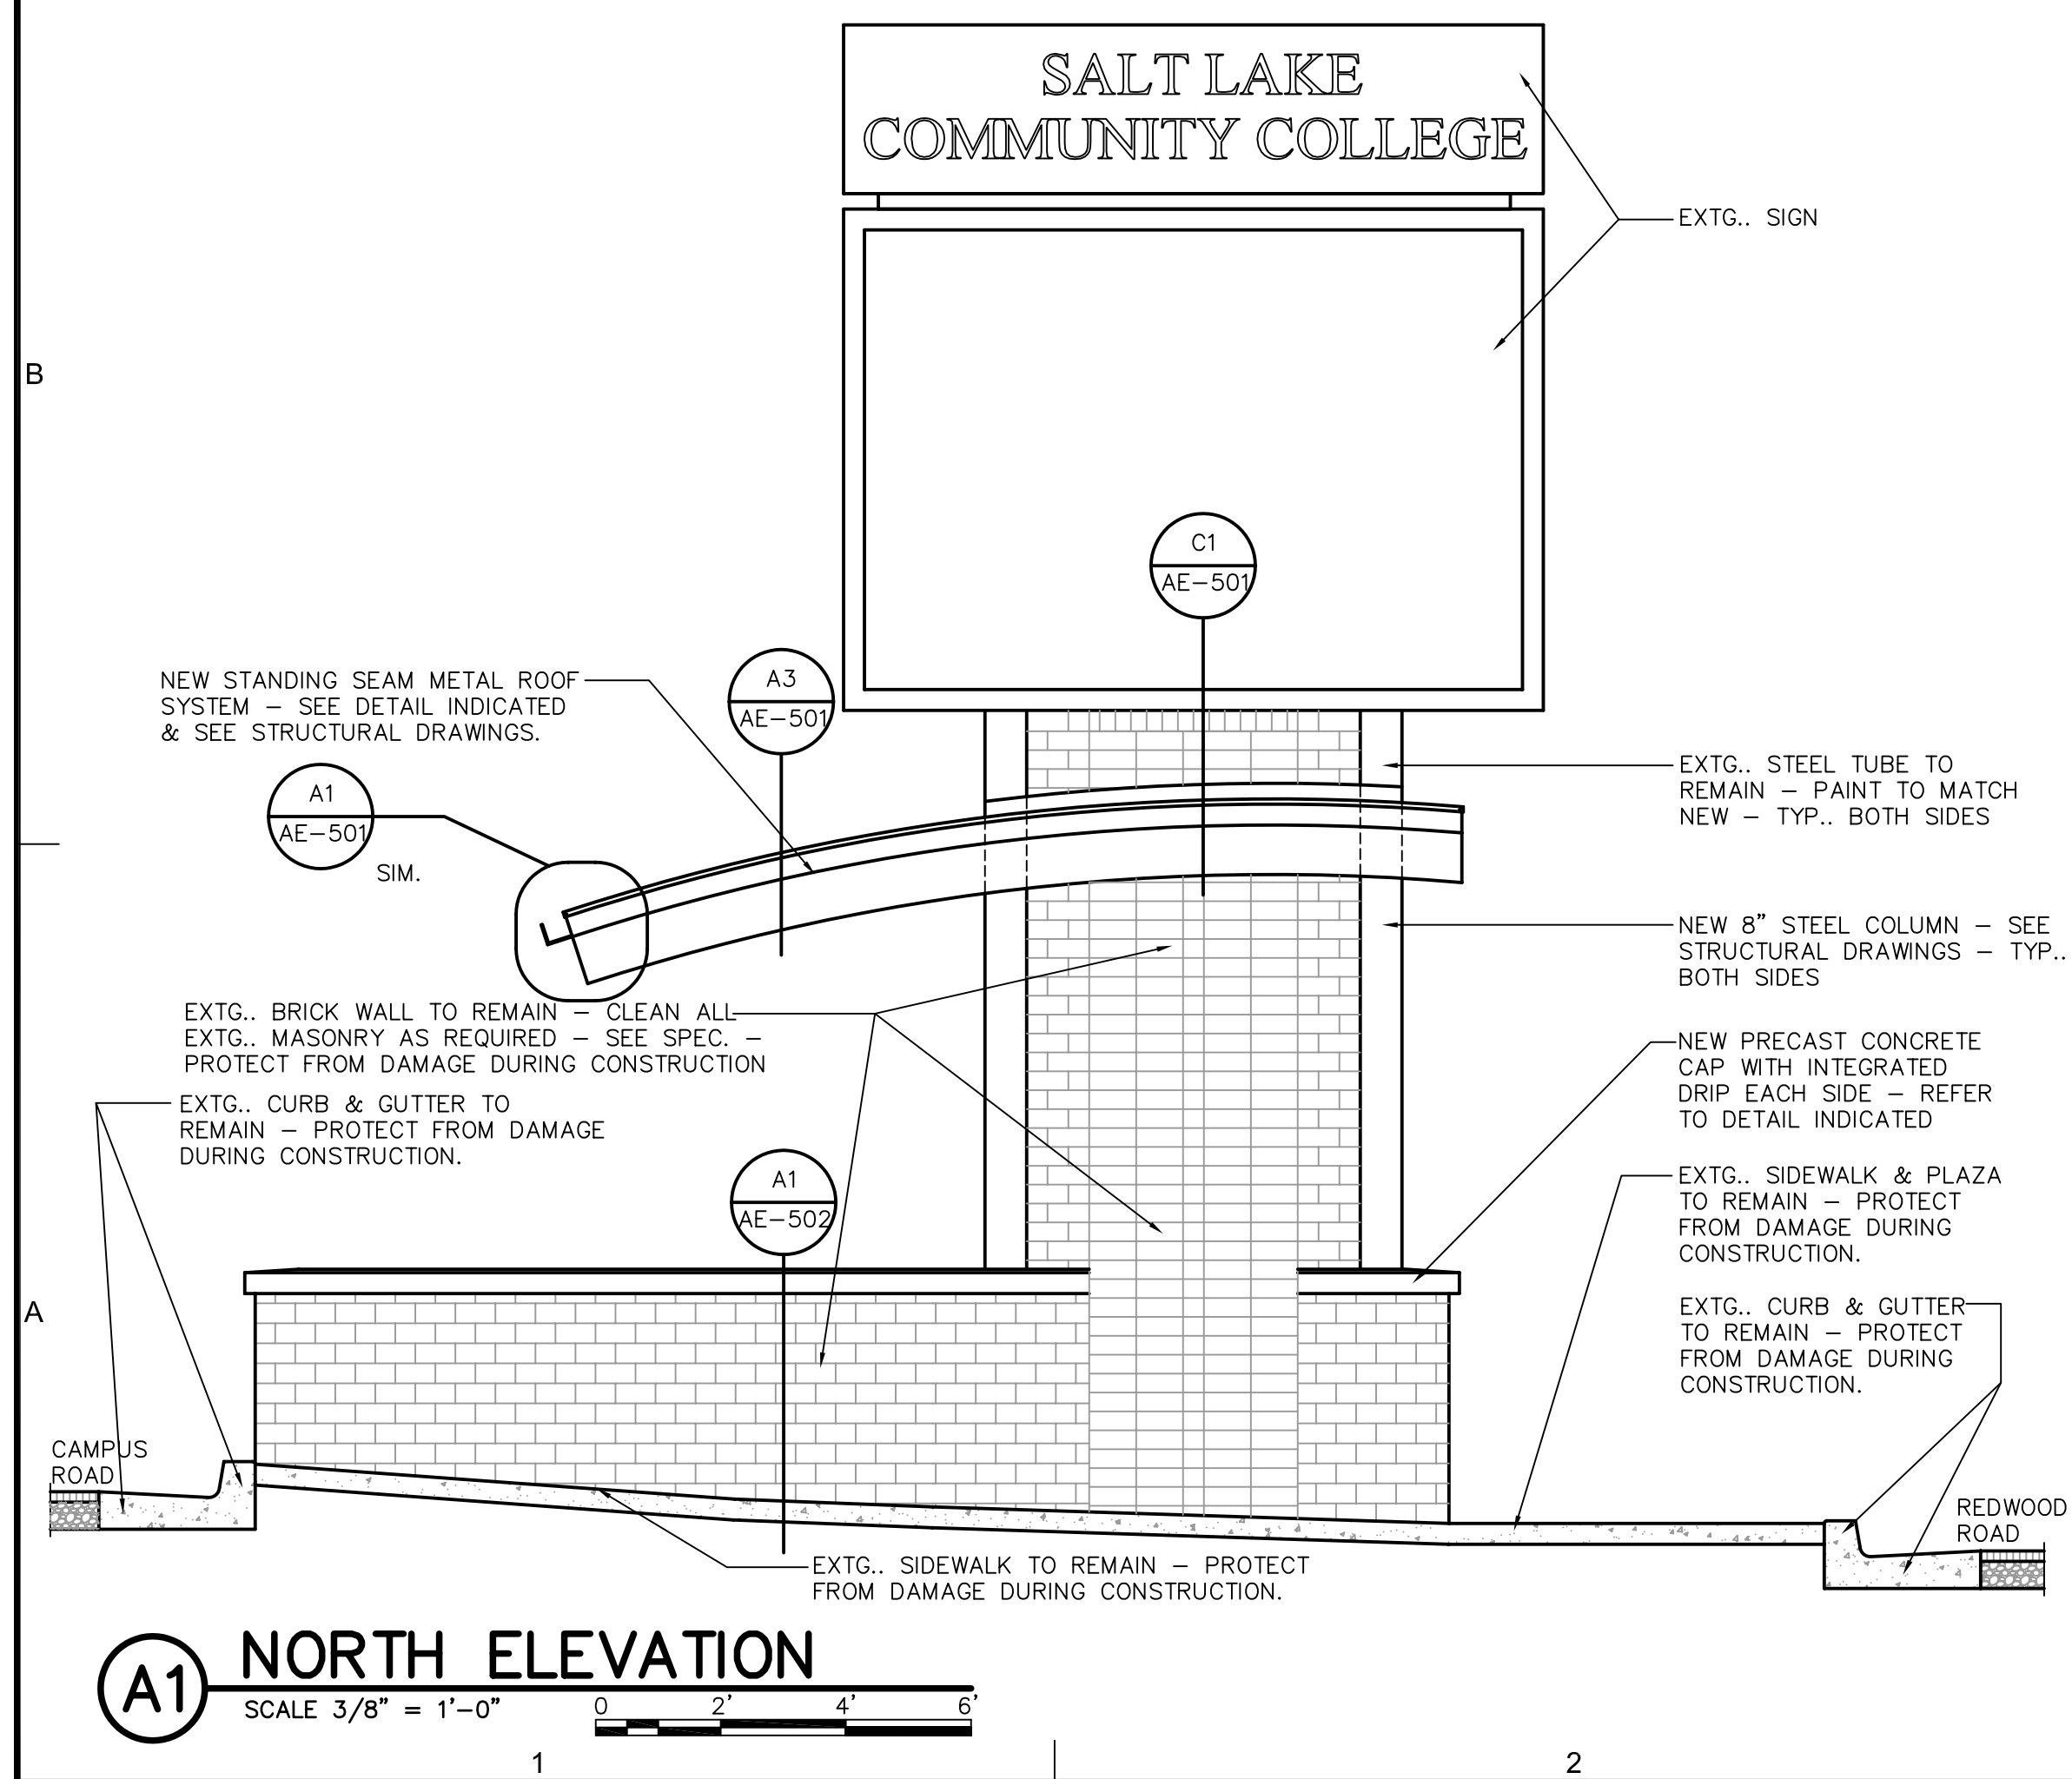 SALT LAKE
COMMUNITY COLLEGE
EXTG.. SIGN
B
C1
AE-501
NEW STANDING SEAM METAL ROOF
SYSTEM – SEE DETAIL INDICATED
& SEE STRUCTURAL DRAWINGS.
A3
AE-501
EXTG.. STEEL TUBE TO
REMAIN – PAINT TO MATCH
NEW – TYP.. BOTH SIDES
A1
AE-501
SIM.
NEW 8" STEEL COLUMN – SEE
STRUCTURAL DRAWINGS – TYP..
BOTH SIDES
EXTG.. BRICK WALL TO REMAIN – CLEAN ALL
EXTG.. MASONRY AS REQUIRED – SEE SPEC. –
PROTECT FROM DAMAGE DURING CONSTRUCTION
NEW PRECAST CONCRETE
CAP WITH INTEGRATED
DRIP EACH SIDE – REFER
TO DETAIL INDICATED
EXTG.. CURB & GUTTER TO
REMAIN – PROTECT FROM DAMAGE
DURING CONSTRUCTION.
A1
AE-502
EXTG.. SIDEWALK & PLAZA
TO REMAIN – PROTECT
FROM DAMAGE DURING
CONSTRUCTION.
A
EXTG.. CURB & GUTTER
TO REMAIN – PROTECT
FROM DAMAGE DURING
CONSTRUCTION.
CAMPUS
ROAD
REDWOOD
ROAD
EXTG.. SIDEWALK TO REMAIN – PROTECT
FROM DAMAGE DURING CONSTRUCTION.
A1
NORTH ELEVATION
SCALE 3/8" = 1'-0"
0 2' 4' 6'
1 2